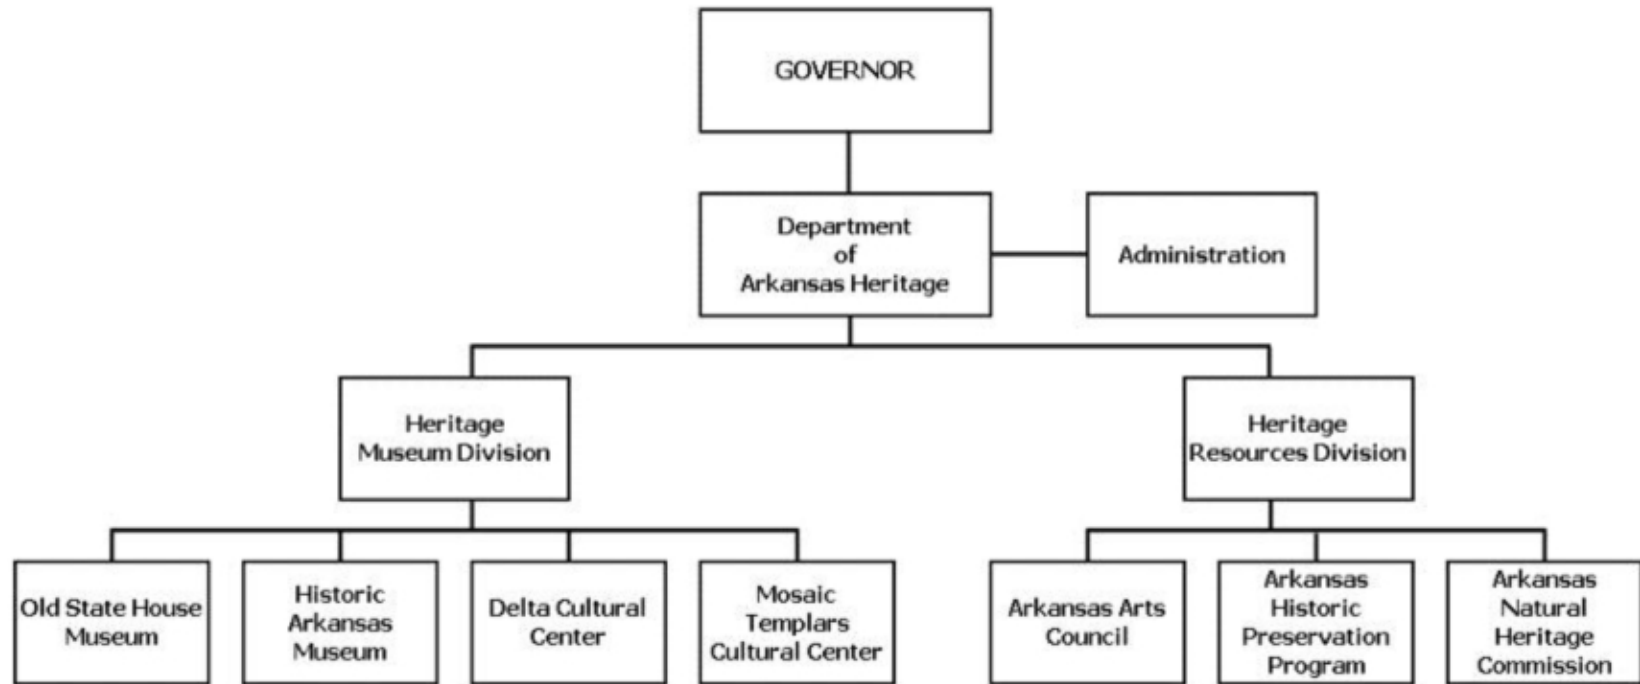 GOVERNOR
Department
of
Arkansas Heritage
Administration
Heritage
Museum Division
Heritage
Resources Division
Old State House
Museum
Historic
Arkansas
Museum
Delta Cultural
Center
Mosaic
Templars
Cultural Center
Arkansas Arts
Council
Arkansas
Historic
Preservation
Program
Arkansas
Natural
Heritage
Commission